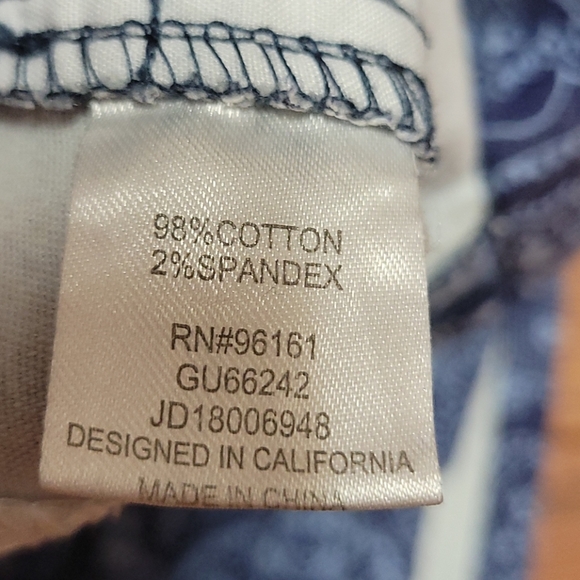 98%COTTON
2%SPANDEX
RN#96161
GU66242
JD18006948
DESIGNED IN CALIFORNIA
MADE IN CHINA